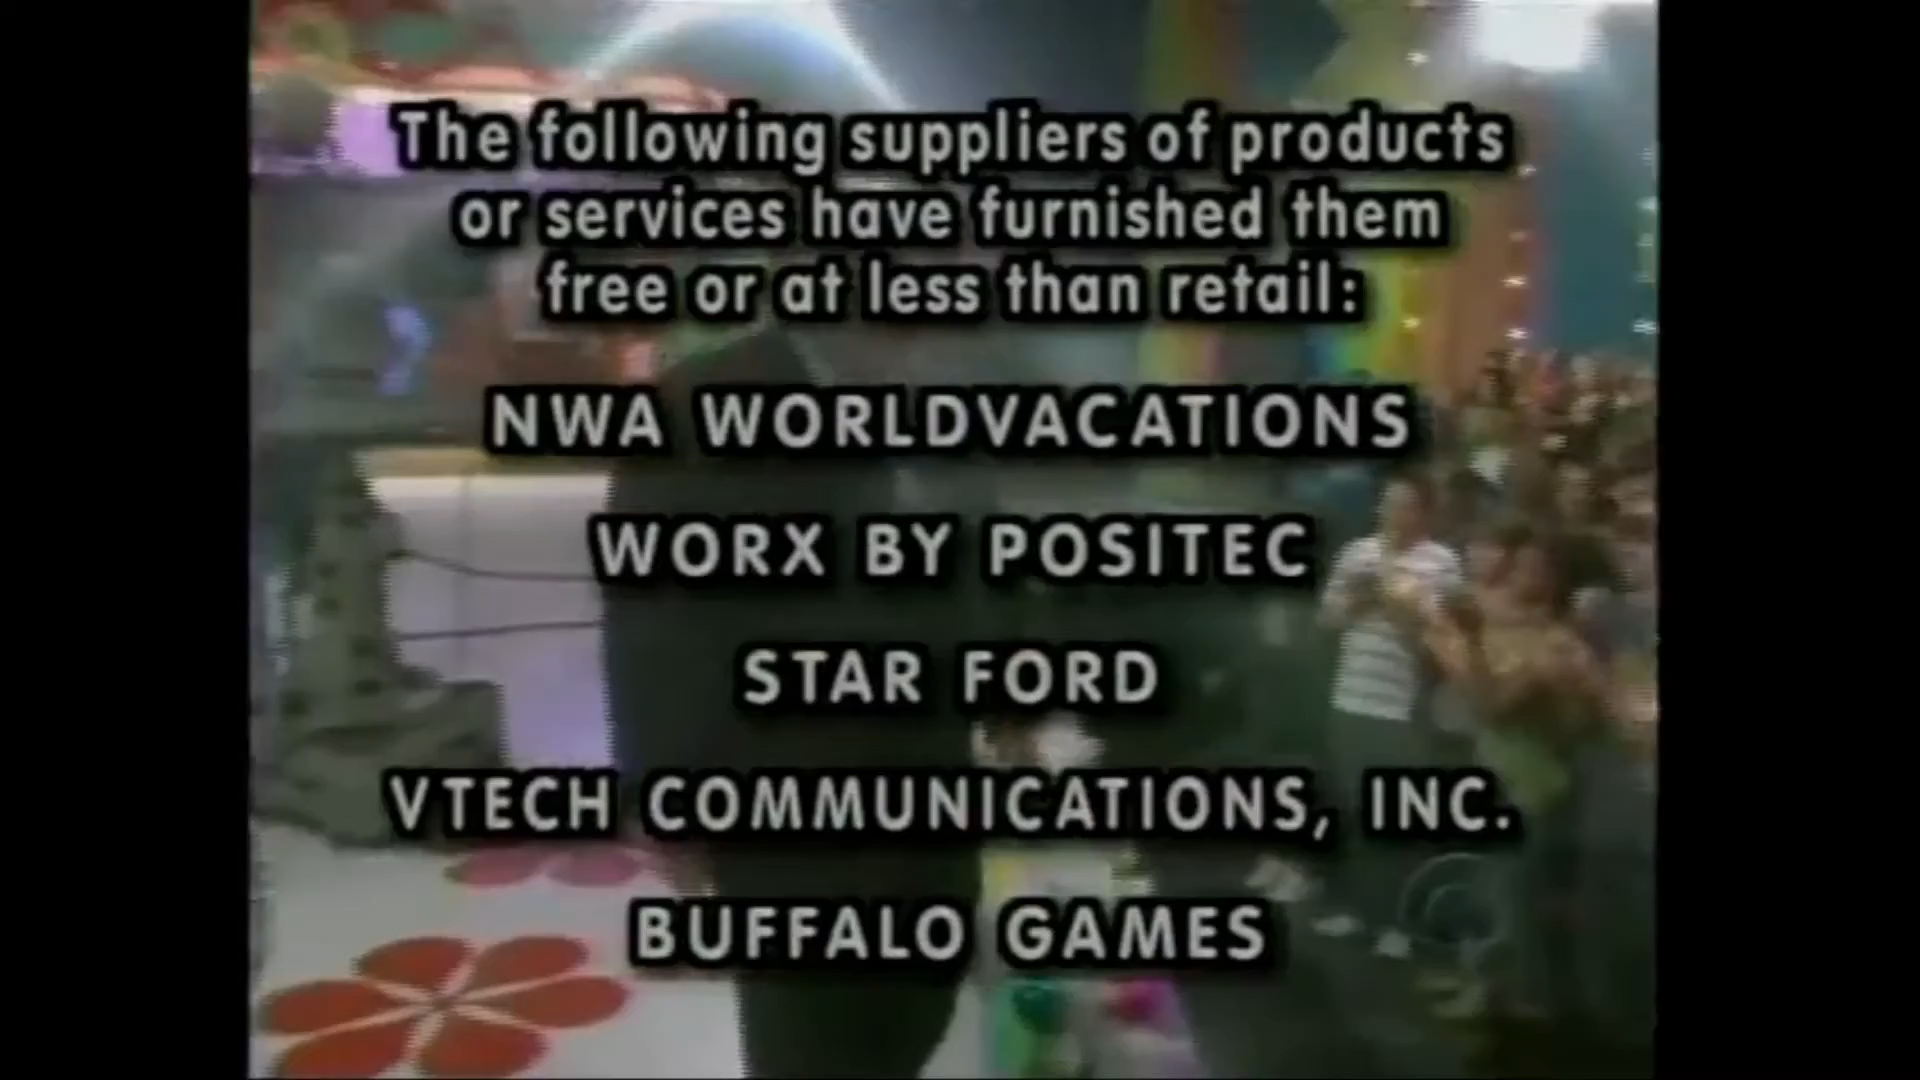 The following suppliers of products
or services have furnished them
free or at less than retail:
NWA WORLDVACATIONS
WORX BY POSITEC
STAR FORD
VTECH COMMUNICATIONS, INC.
BUFFALO GAMES